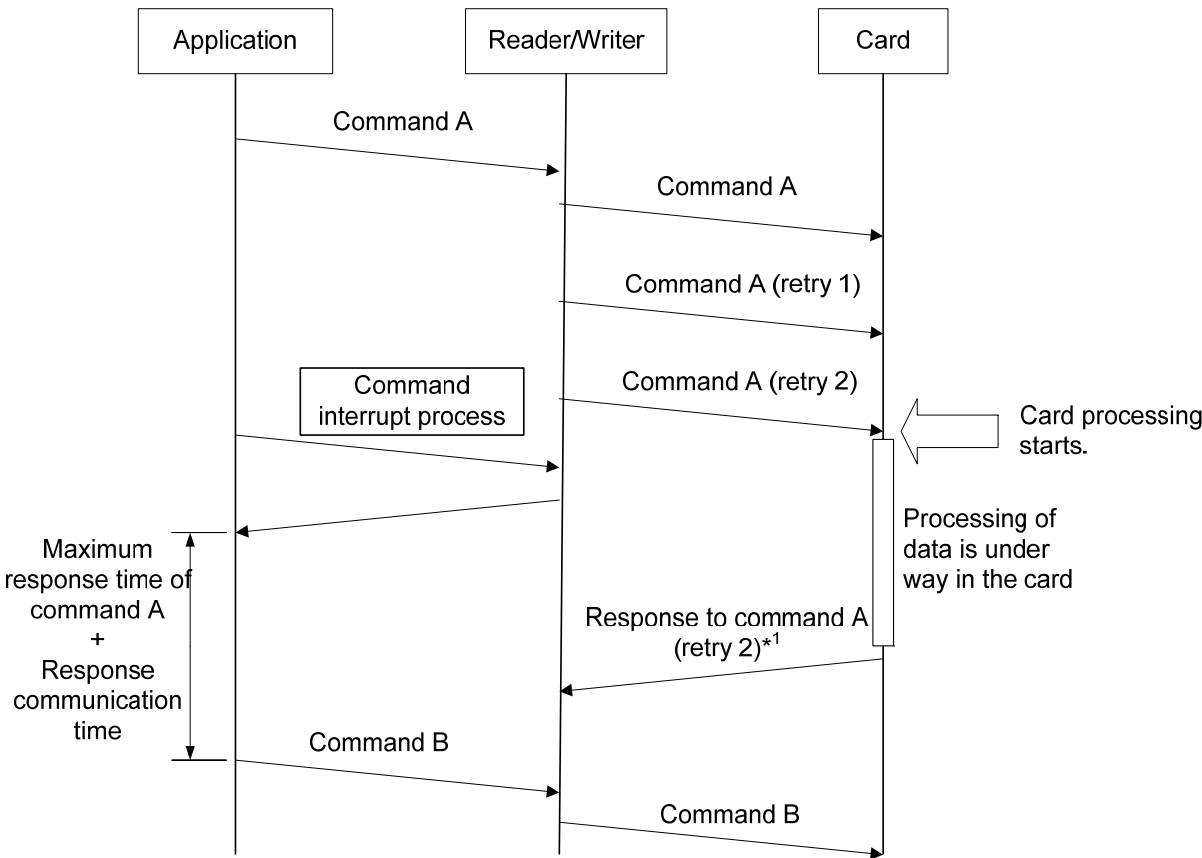 Application
Reader/Writer
Card
Command A
Command A
Command A (retry 1)
Command
interrupt process
Command A (retry 2)
Card processing
starts.
Processing of
data is under
way in the card
Maximum
response time of
command A
+
Response
communication
time
Response to command A
(retry 2)*1
Command B
Command B